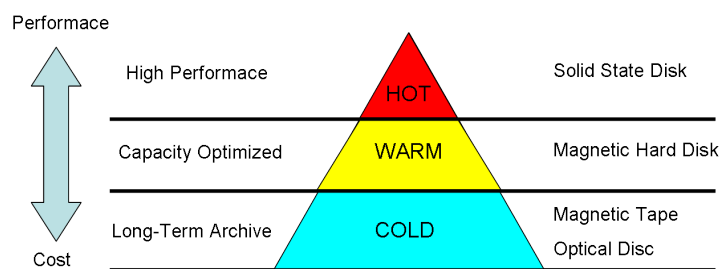 Performace
High Performace
HOT
Solid State Disk
Capacity Optimized
WARM
Magnetic Hard Disk
Long-Term Archive
COLD
Magnetic Tape
Optical Disc
Cost